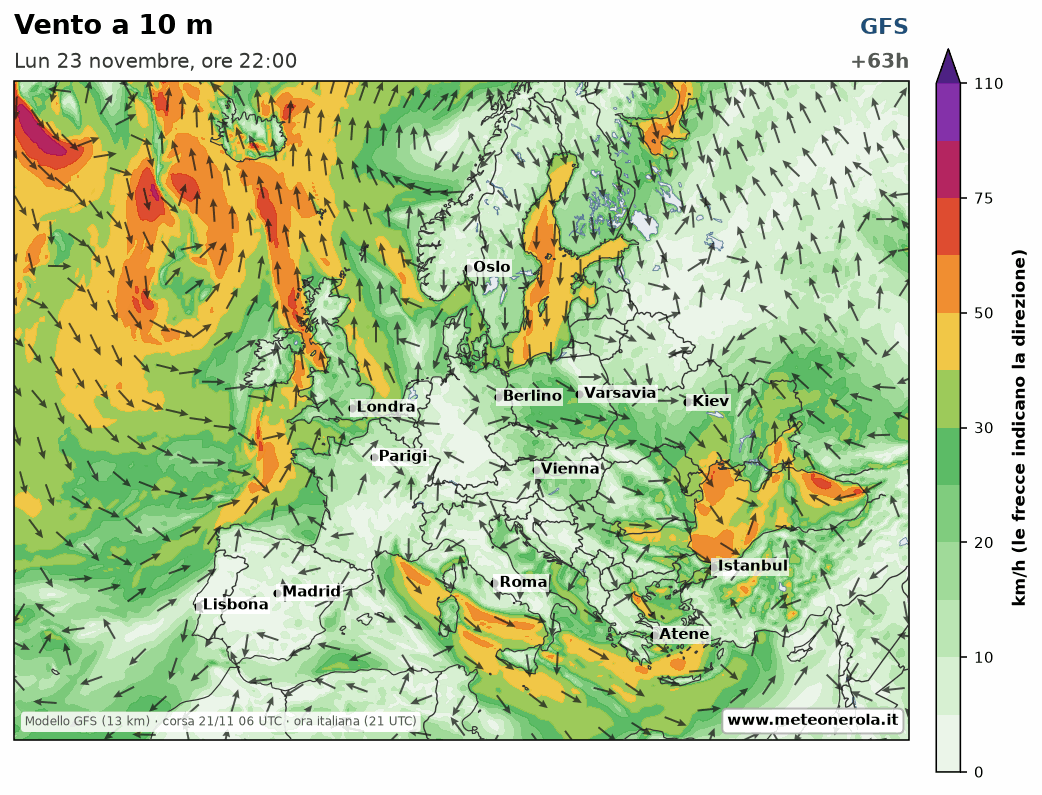 Vento a 10 m
GFS
Lun 23 novembre, ore 22:00
+63h
110
75
50
30
20
10
0
km/h (le frecce indicano la direzione)
Oslo
Berlino
Varsavia
Kiev
Londra
Parigi
Vienna
Istanbul
Roma
Madrid
Lisbona
Atene
Modello GFS (13 km) · corsa 21/11 06 UTC · ora italiana (21 UTC)
www.meteonerola.it